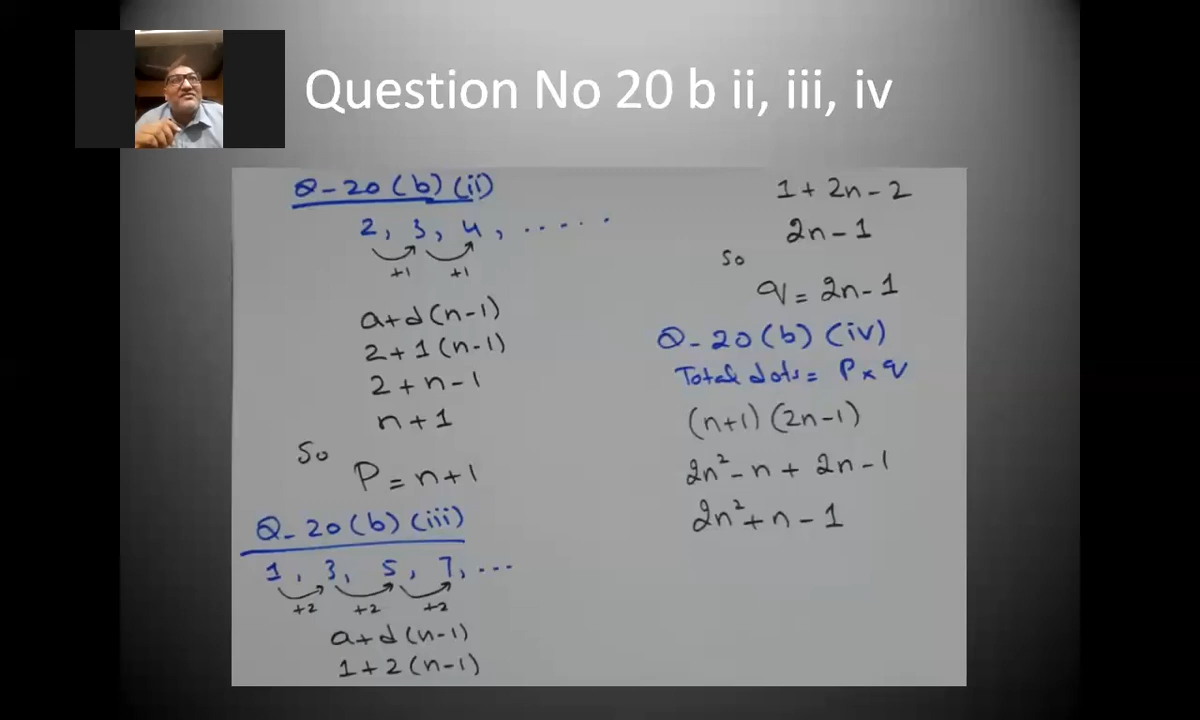 Question No 20 b ii, iii, iv
Q-20(b)(ii)
2, 3, 4, ......
+1 +1
a+d(n-1)
2+1(n-1)
2+n-1
n+1
So
P=n+1
Q-20(b)(iii)
1, 3, 5, 7, ...
+2 +2 +2
a+d(n-1)
1+2(n-1)
1+2n-2
2n-1
So
q=2n-1
Q-20(b)(iv)
Total dots= P×q
(n+1)(2n-1)
2n²-n+2n-1
2n²+n-1